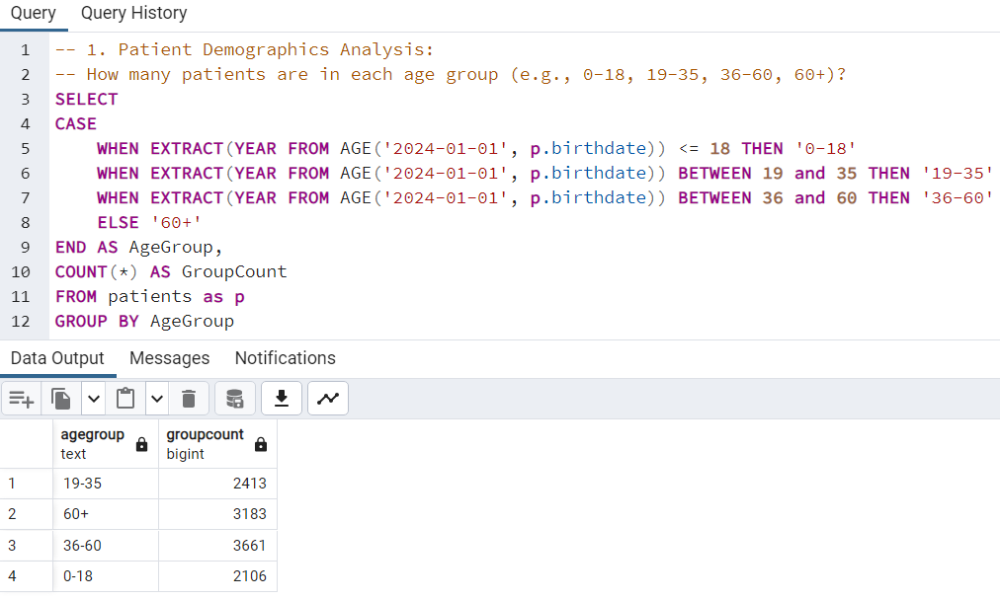 Query Query History
1 -- 1. Patient Demographics Analysis:
2 -- How many patients are in each age group (e.g., 0-18, 19-35, 36-60, 60+)?
3 SELECT
4 CASE
5 WHEN EXTRACT(YEAR FROM AGE('2024-01-01', p.birthdate)) <= 18 THEN '0-18'
6 WHEN EXTRACT(YEAR FROM AGE('2024-01-01', p.birthdate)) BETWEEN 19 and 35 THEN '19-35'
7 WHEN EXTRACT(YEAR FROM AGE('2024-01-01', p.birthdate)) BETWEEN 36 and 60 THEN '36-60'
8 ELSE '60+'
9 END AS AgeGroup,
10 COUNT(*) AS GroupCount
11 FROM patients as p
12 GROUP BY AgeGroup
Data Output Messages Notifications
agegroup groupcount
text bigint
1 19-35 2413
2 60+ 3183
3 36-60 3661
4 0-18 2106